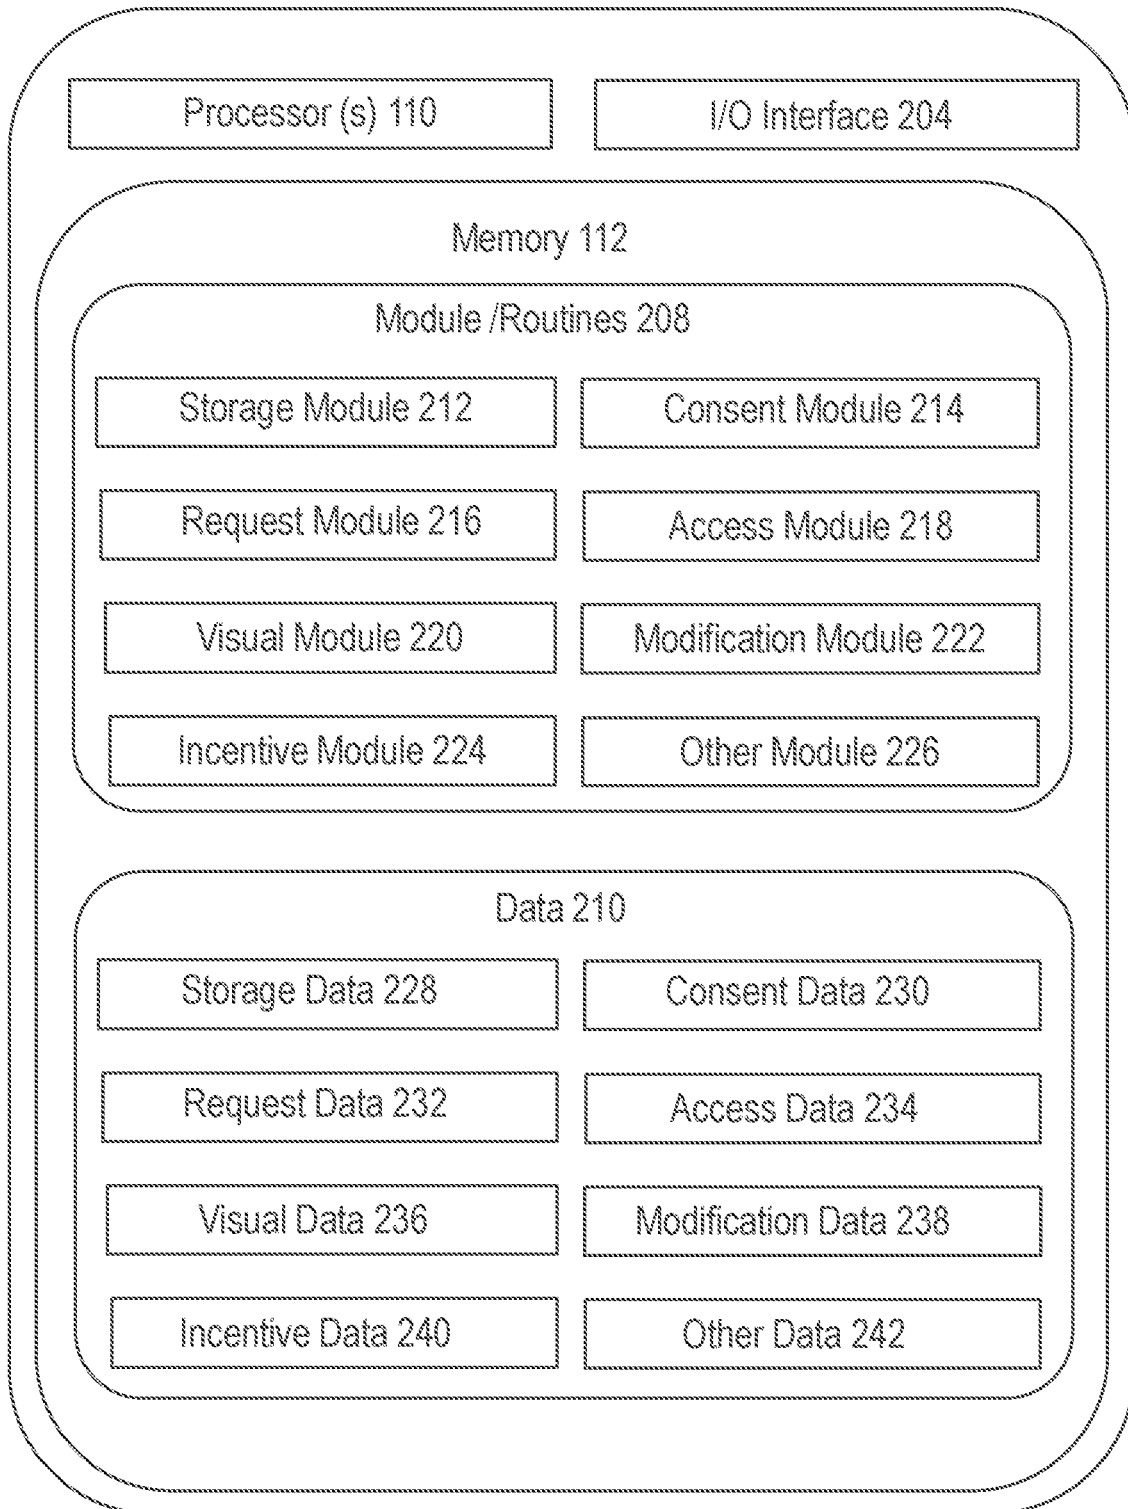 Processor (s) 110
I/O Interface 204
Memory 112
Module /Routines 208
Storage Module 212
Consent Module 214
Request Module 216
Access Module 218
Visual Module 220
Modification Module 222
Incentive Module 224
Other Module 226
Data 210
Storage Data 228
Consent Data 230
Request Data 232
Access Data 234
Visual Data 236
Modification Data 238
Incentive Data 240
Other Data 242